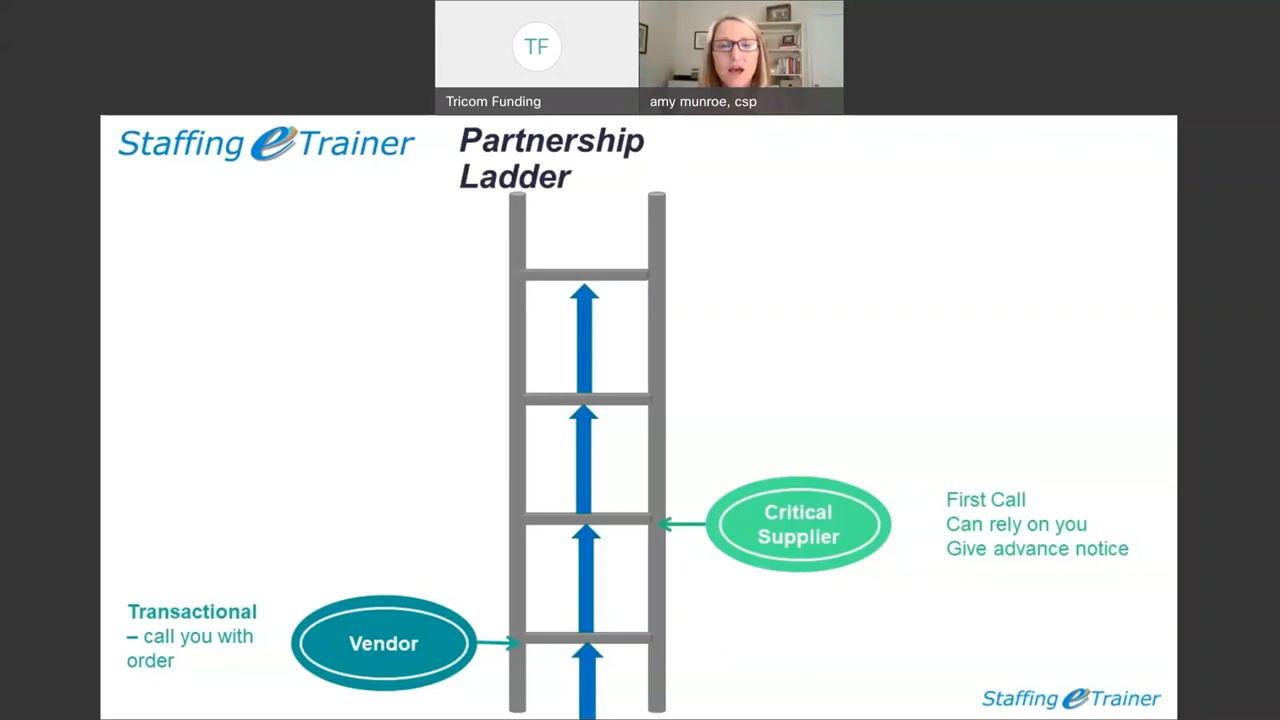 TF
Tricom Funding
amy munroe, csp
Staffing eTrainer
Partnership
Ladder
Critical
Supplier
First Call
Can rely on you
Give advance notice
Transactional
– call you with
order
Vendor
Staffing eTrainer